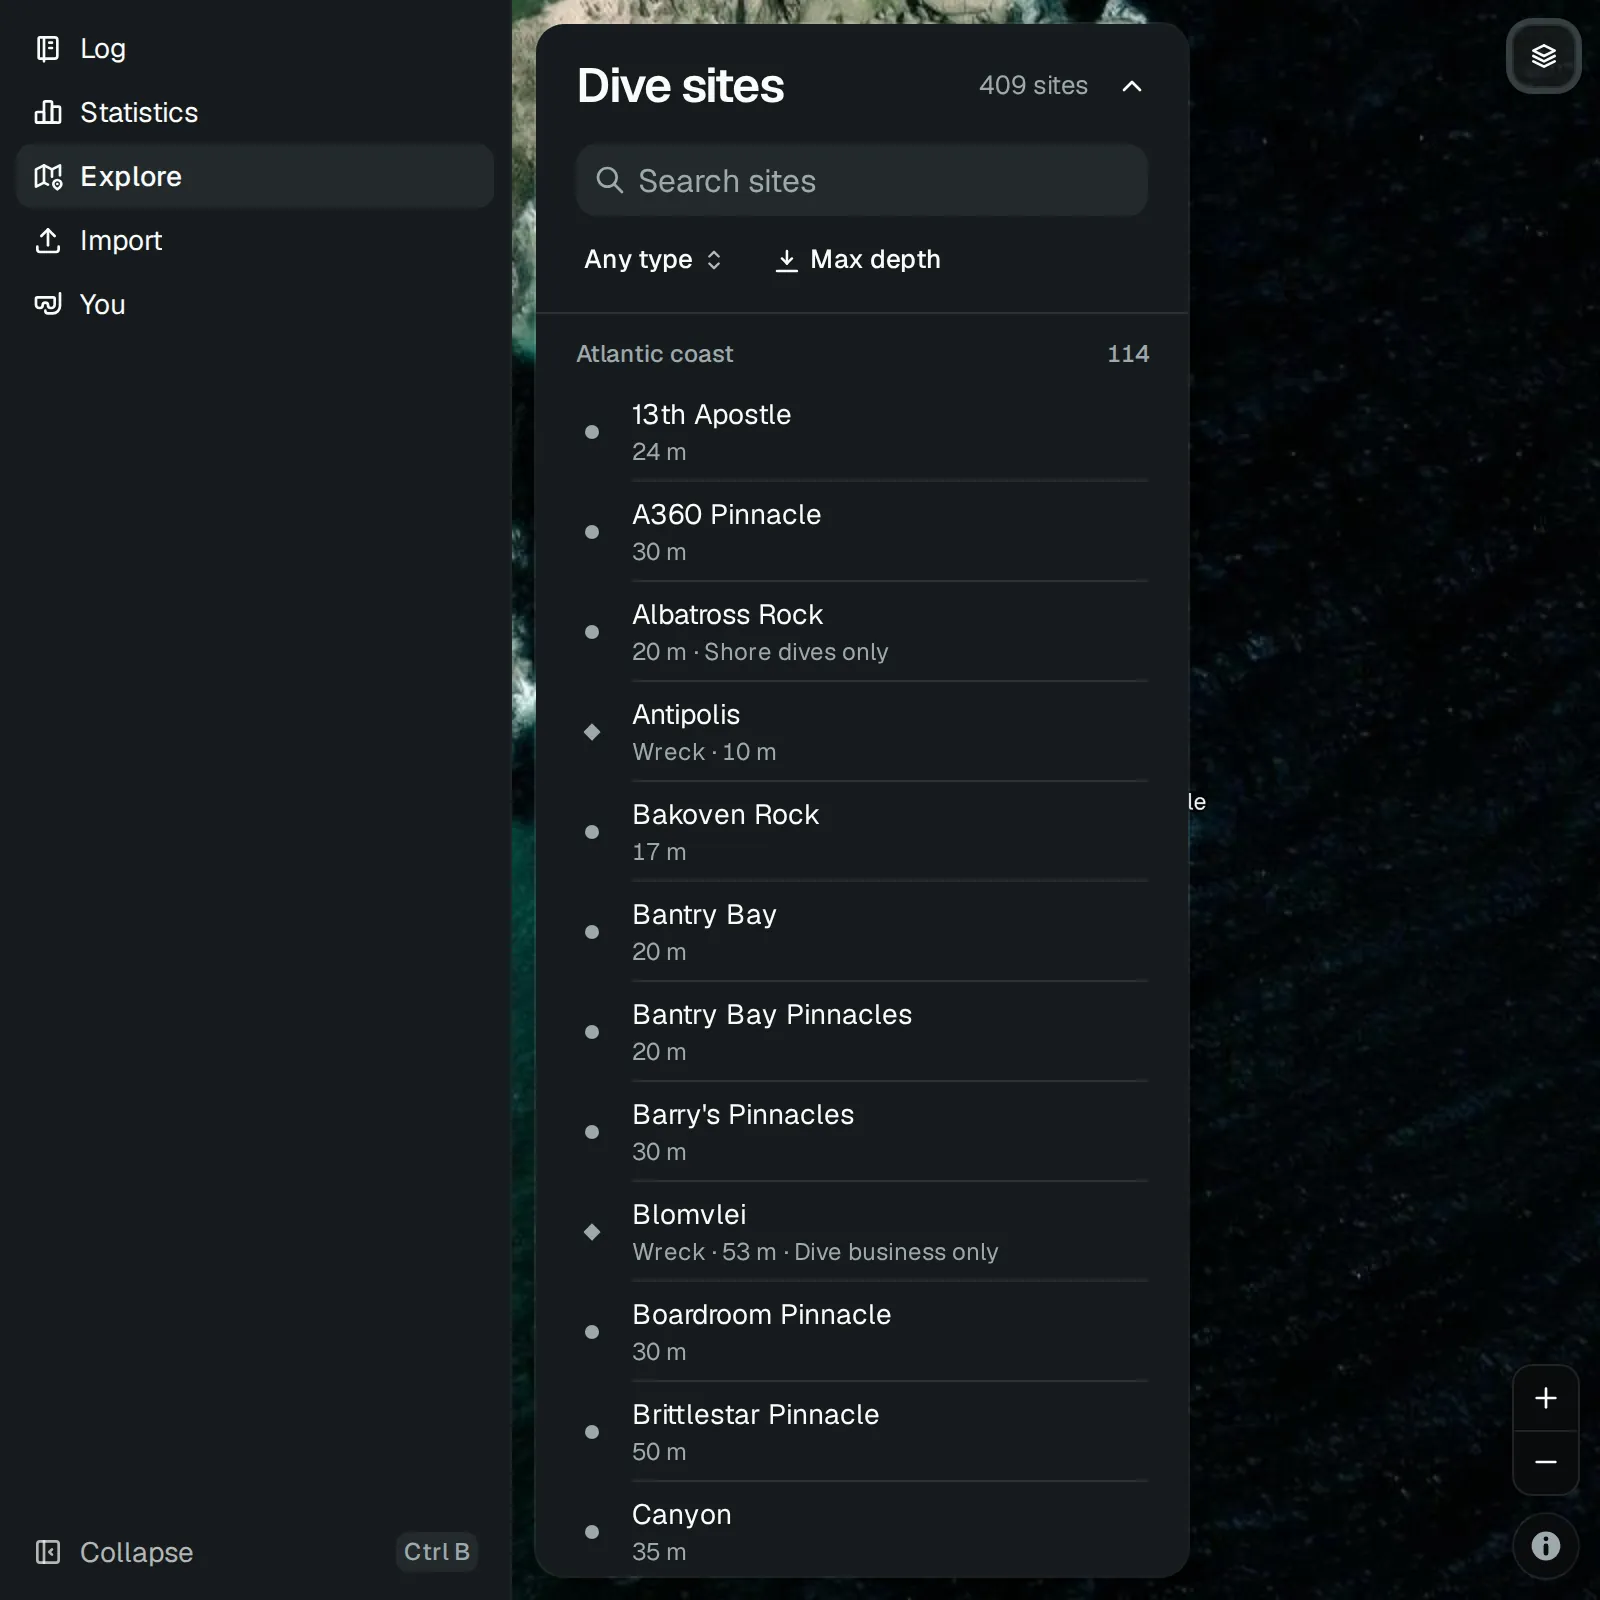 Log
Statistics
Explore
Import
You
Collapse
Ctrl B
Dive sites
409 sites
Search sites
Any type
Max depth
Atlantic coast
114
13th Apostle
24 m
A360 Pinnacle
30 m
Albatross Rock
20 m · Shore dives only
Antipolis
Wreck · 10 m
Bakoven Rock
17 m
Bantry Bay
20 m
Bantry Bay Pinnacles
20 m
Barry's Pinnacles
30 m
Blomvlei
Wreck · 53 m · Dive business only
Boardroom Pinnacle
30 m
Brittlestar Pinnacle
50 m
Canyon
35 m
le